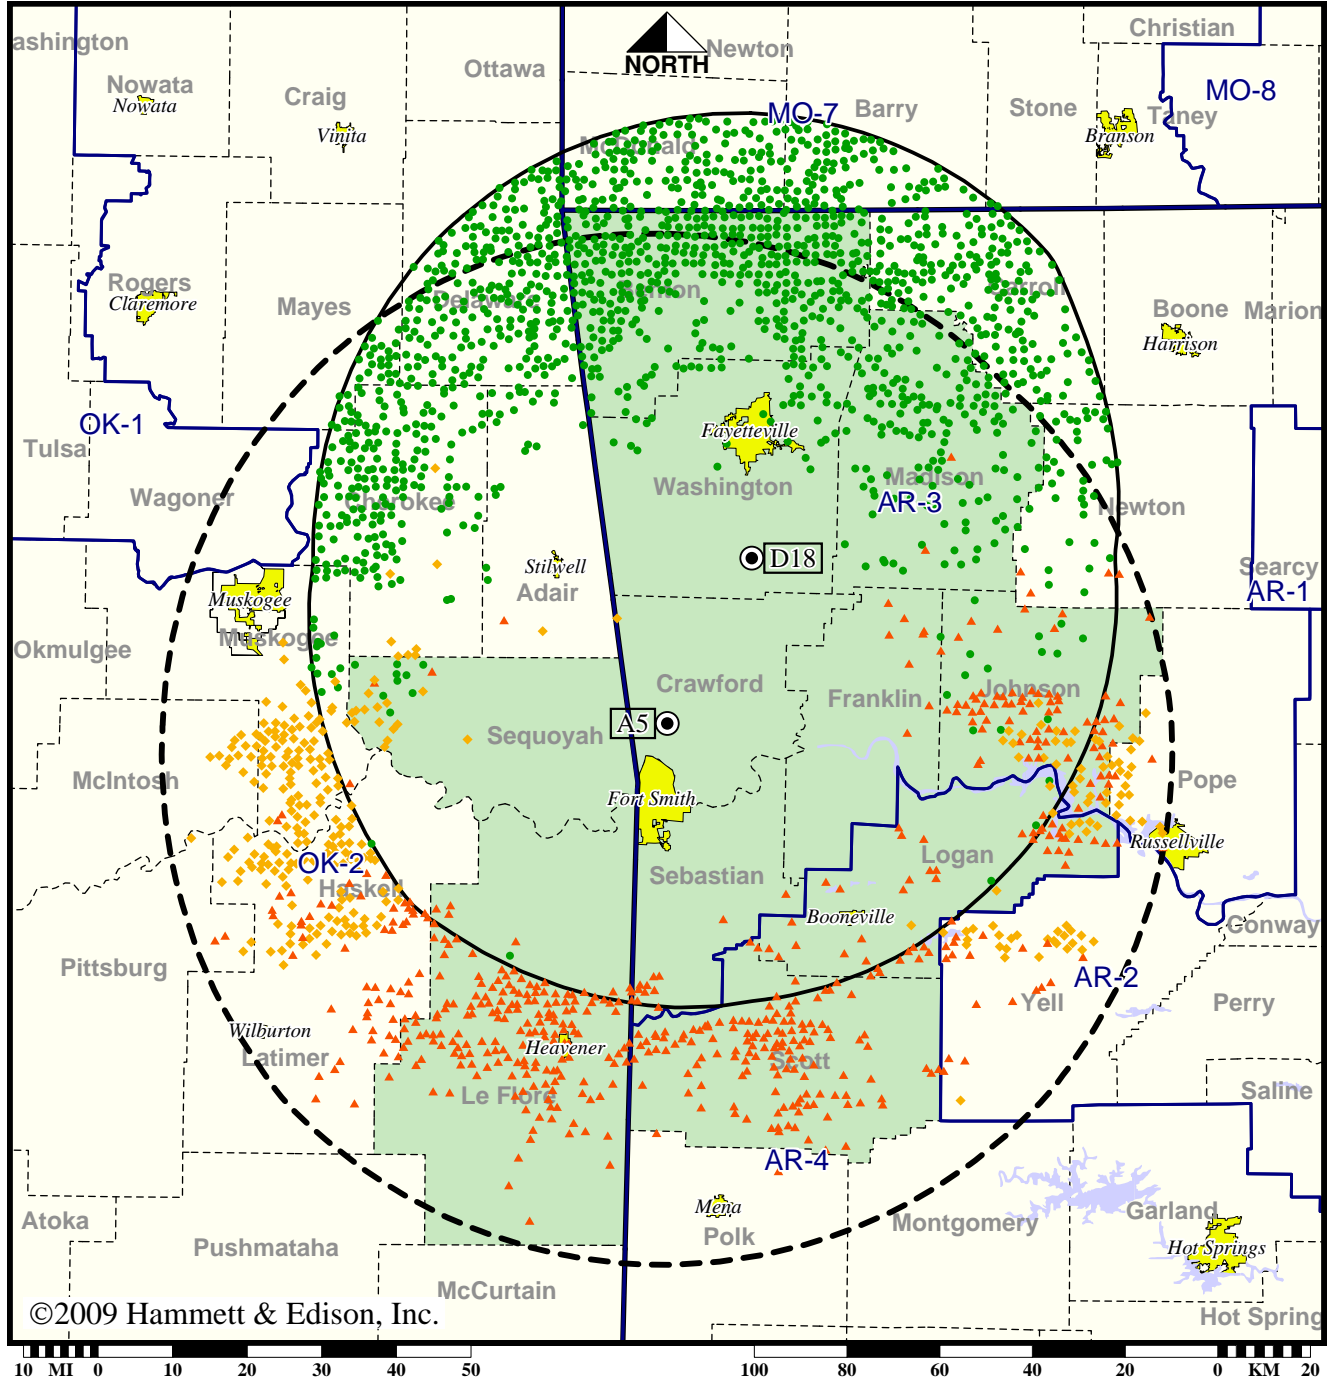 ashington
Nowata
Nowata
Craig
Vinita
Ottawa
NORTH
Newton
Christian
MO-7
Barry
Stone
MO-8
Taney
Branson
McDonald
Rogers
Claremore
Mayes
Delaware
Benton
Carroll
Boone
Marion
Harrison
OK-1
Tulsa
Wagoner
Cherokee
Fayetteville
Washington
Madison
AR-3
Newton
Stilwell
Adair
D18
Searcy
AR-1
Muskogee
Muskogee
Okmulgee
Crawford
Franklin
Johnson
A5
Sequoyah
McIntosh
Pope
Fort Smith
Russellville
OK-2
Haskell
Sebastian
Logan
Booneville
Conway
Pittsburg
AR-2
Yell
Perry
Wilburton
Latimer
Heavener
Scott
Le Flore
Saline
AR-4
Mena
Polk
Atoka
Pushmataha
Montgomery
Garland
Hot Springs
McCurtain
©2009 Hammett & Edison, Inc.
Hot Spring
10 MI 0 10 20 30 40 50
100 80 60 40 20 0 KM 20